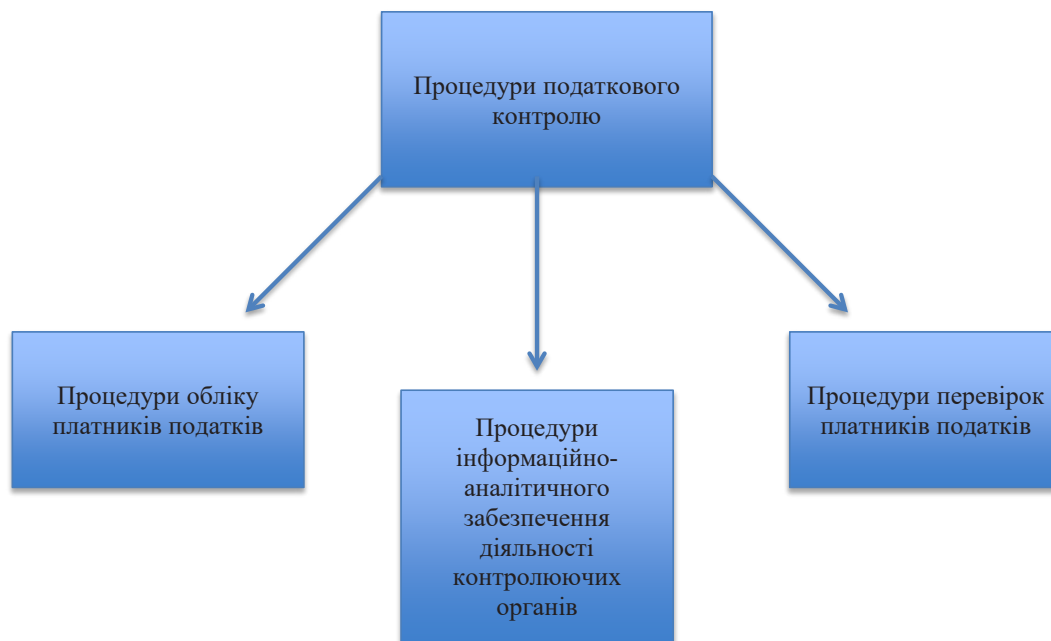 Процедури податкового
контролю
Процедури обліку
платників податків
Процедури
інформаційно-
аналітичного
забезпечення
діяльності
контролюючих
органів
Процедури перевірок
платників податків